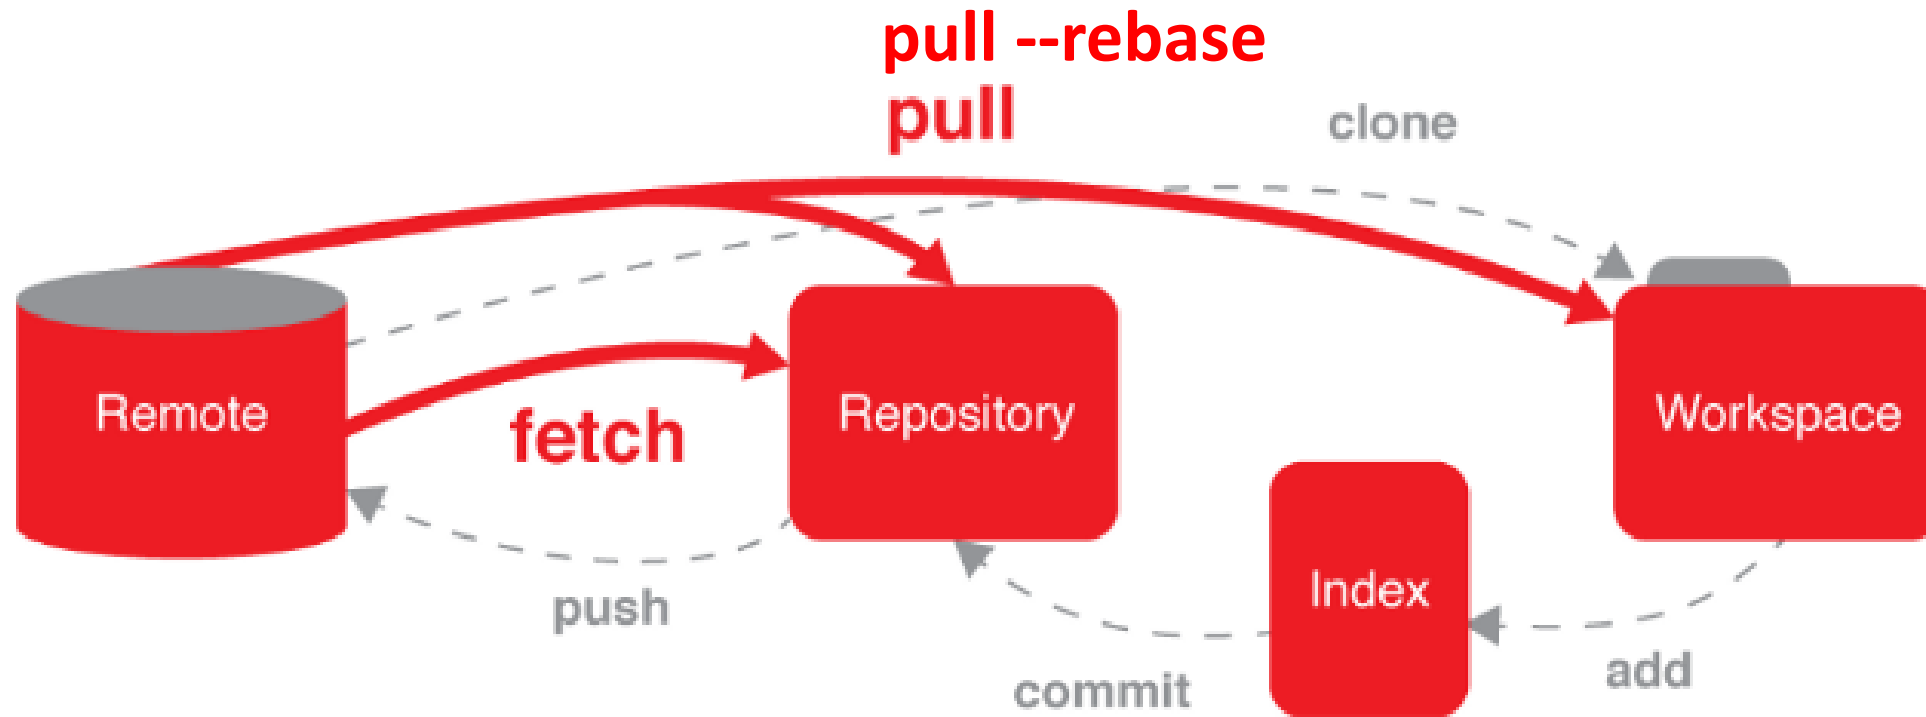 pull --rebase
pull
clone
Remote
fetch
Repository
Workspace
push
Index
commit
add